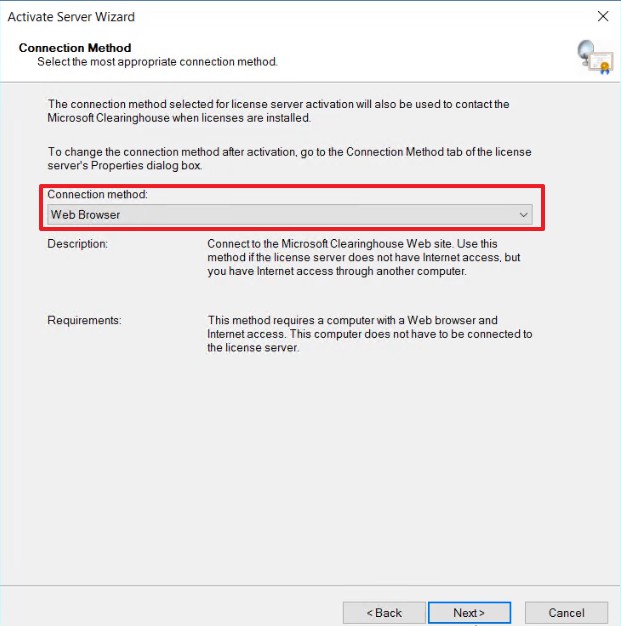 Activate Server Wizard
Connection Method
Select the most appropriate connection method.
The connection method selected for license server activation will also be used to contact the
Microsoft Clearinghouse when licenses are installed.
To change the connection method after activation, go to the Connection Method tab of the license
server's Properties dialog box.
Connection method:
Web Browser
Description:
Connect to the Microsoft Clearinghouse Web site. Use this
method if the license server does not have Internet access, but
you have Internet access through another computer.
Requirements:
This method requires a computer with a Web browser and
Internet access. This computer does not have to be connected to
the license server.
< Back
Next >
Cancel